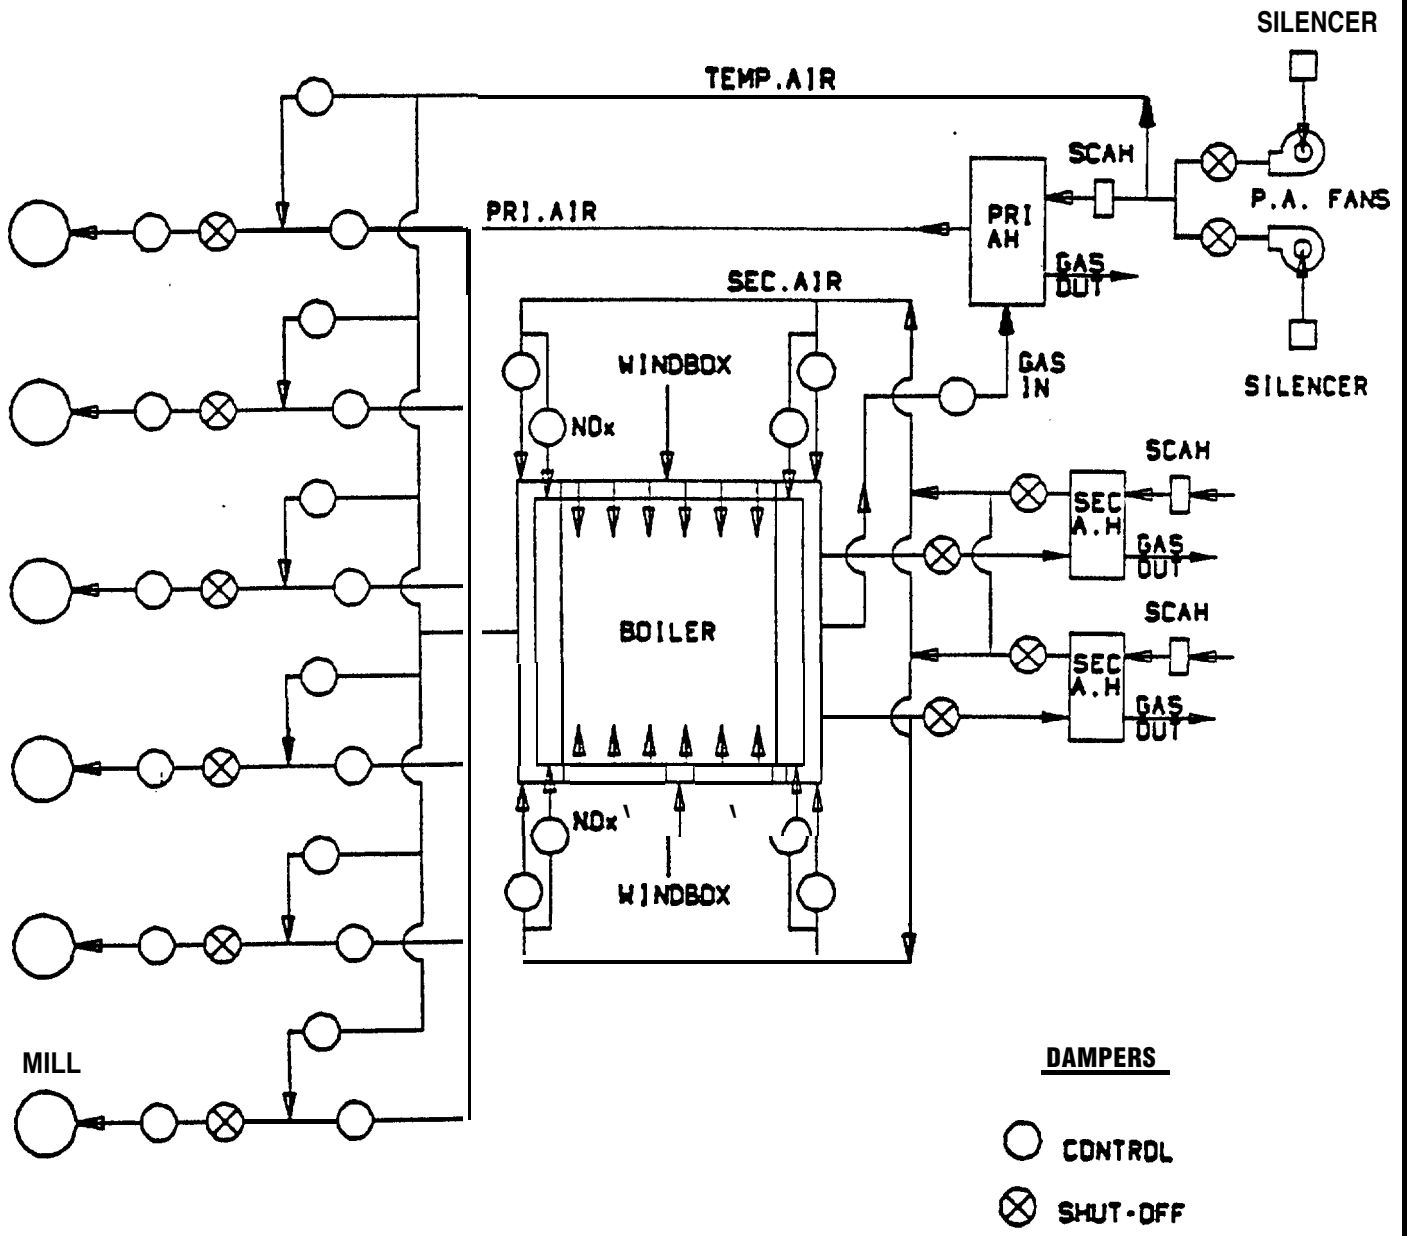 SILENCER
TEMP.AIR
SCAH
P.A. FANS
PRI.AIR
PRI
AH
GAS
OUT
SEC.AIR
WINDBOX
GAS
IN
SILENCER
NOx
SCAH
SEC
A.H
GAS
OUT
SCAH
BOILER
SEC
A.H
GAS
OUT
NOx
WINDBOX
MILL
DAMPERS
CONTROL
SHUT-OFF